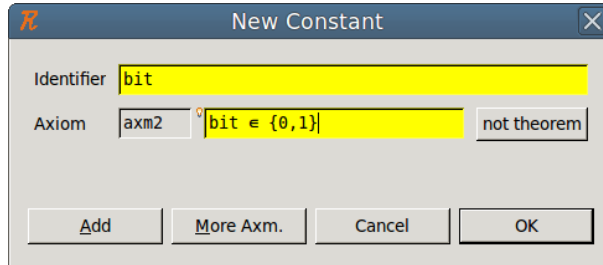 New Constant
Identifier bit
Axiom axm2 bit ∈ {0,1} not theorem
Add More Axm. Cancel OK